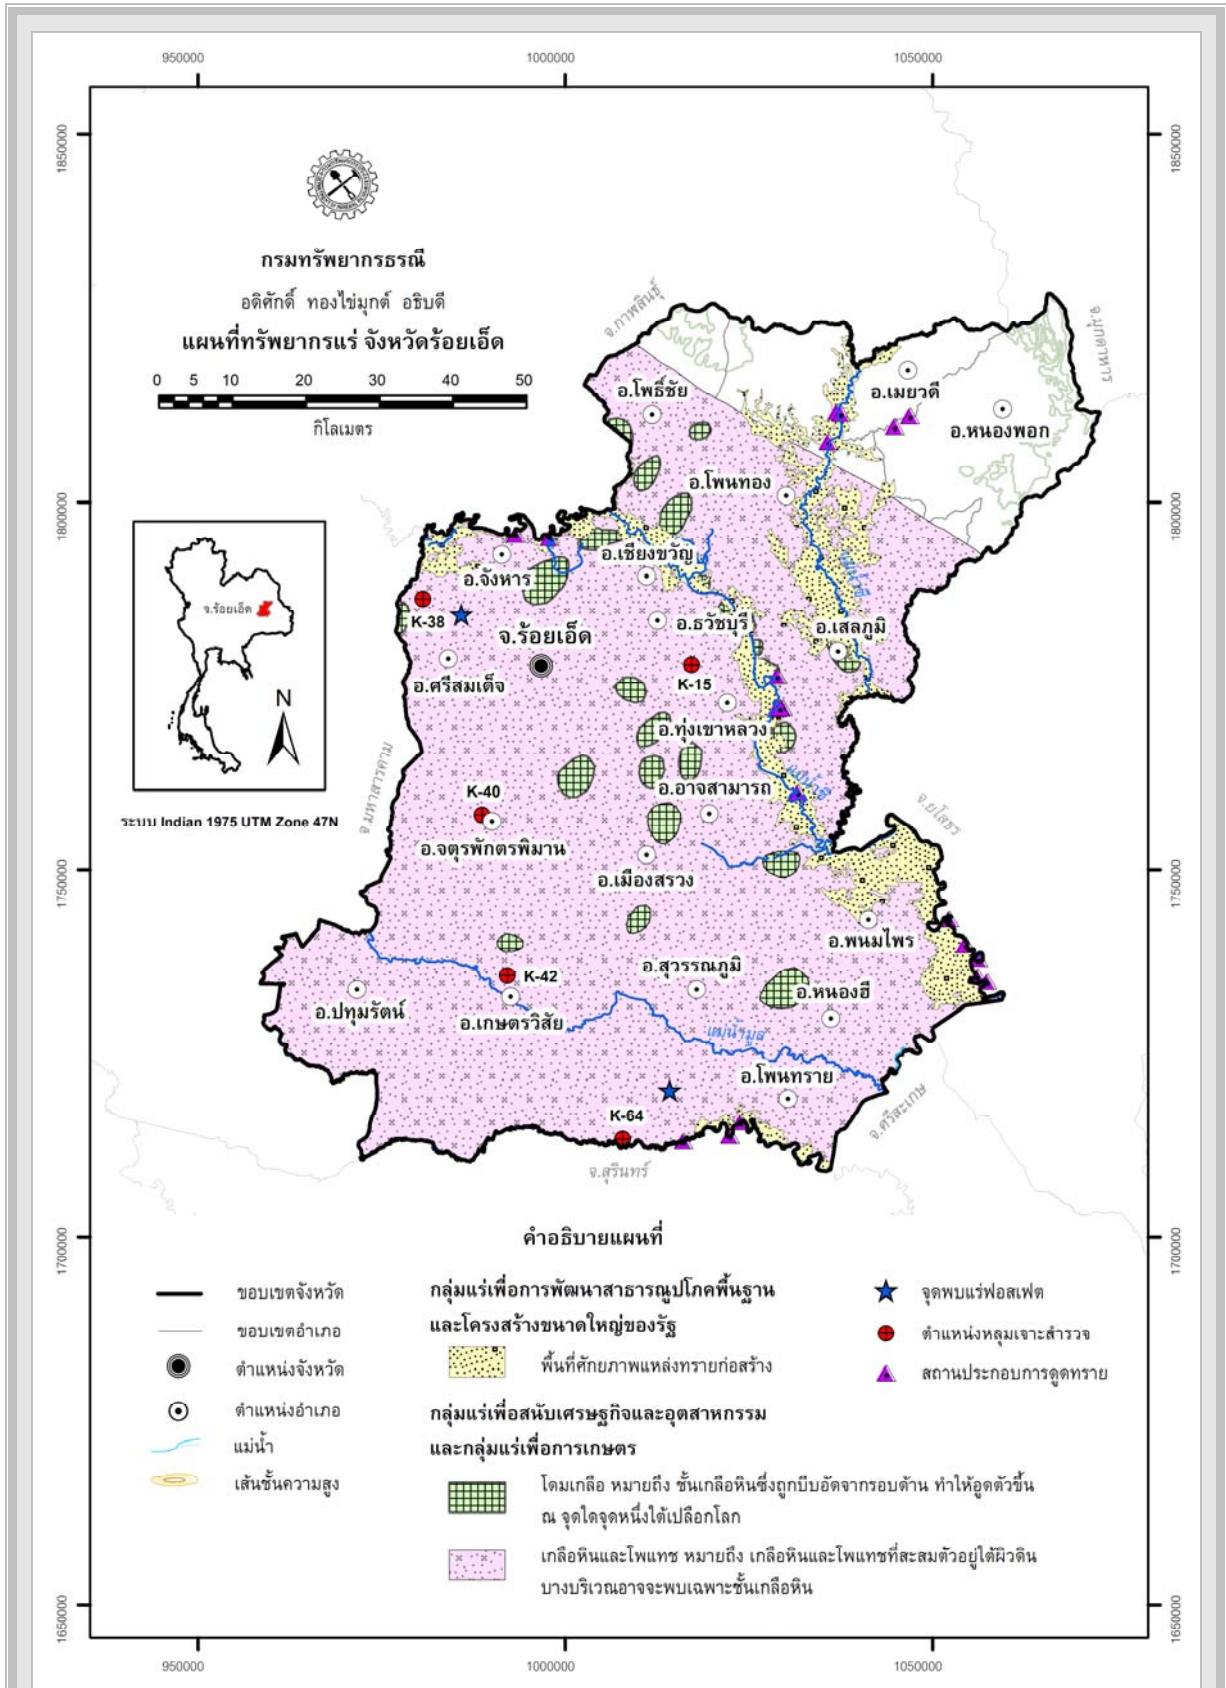 950000
1000000
1050000
1850000
1850000
กรมทรัพยากรธรณี
อดิศักดิ์ ทองไข่มุกต์ อธิบดี
แผนที่ทรัพยากรแร่ จังหวัดร้อยเอ็ด
0 5 10 20 30 40 50
กิโลเมตร
จ.กาฬสินธุ์
จ.มุกดาหาร
อ.โพธิ์ชัย
อ.เมยวดี
อ.หนองพอก
อ.โพนทอง
1800000
1800000
อ.เชียงขวัญ
แม่น้ำชี
อ.จังหาร
จ.ร้อยเอ็ด
K-38
อ.ธวัชบุรี
อ.เสลภูมิ
จ.ร้อยเอ็ด
อ.ศรีสมเด็จ
K-15
N
อ.ทุ่งเขาหลวง
จ.มหาสารคาม
แม่น้ำชี
อ.อาจสามารถ
K-40
จ.ยโสธร
ระบบ Indian 1975 UTM Zone 47N
อ.จตุรพักตรพิมาน
1750000
1750000
อ.เมืองสรวง
อ.พนมไพร
อ.สุวรรณภูมิ
K-42
อ.หนองฮี
อ.ปทุมรัตน์
อ.เกษตรวิสัย
แม่น้ำมูล
อ.โพนทราย
K-64
จ.ศรีสะเกษ
จ.สุรินทร์
1700000
1700000
คำอธิบายแผนที่
ขอบเขตจังหวัด
ขอบเขตอำเภอ
ตำแหน่งจังหวัด
ตำแหน่งอำเภอ
แม่น้ำ
เส้นชั้นความสูง
กลุ่มแร่เพื่อการพัฒนาสาธารณูปโภคพื้นฐาน
และโครงสร้างขนาดใหญ่ของรัฐ
พื้นที่ศักยภาพแหล่งทรายก่อสร้าง
กลุ่มแร่เพื่อสนับเศรษฐกิจและอุตสาหกรรม
และกลุ่มแร่เพื่อการเกษตร
โดมเกลือ หมายถึง ชั้นเกลือหินซึ่งถูกบีบอัดจากรอบด้าน ทำให้อูดตัวขึ้น
ณ จุดใดจุดหนึ่งใต้เปลือกโลก
เกลือหินและโพแทช หมายถึง เกลือหินและโพแทชที่สะสมตัวอยู่ใต้ผิวดิน
บางบริเวณอาจจะพบเฉพาะชั้นเกลือหิน
จุดพบแร่ฟอสเฟต
ตำแหน่งหลุมเจาะสำรวจ
สถานประกอบการดูดทราย
1650000
1650000
950000
1000000
1050000